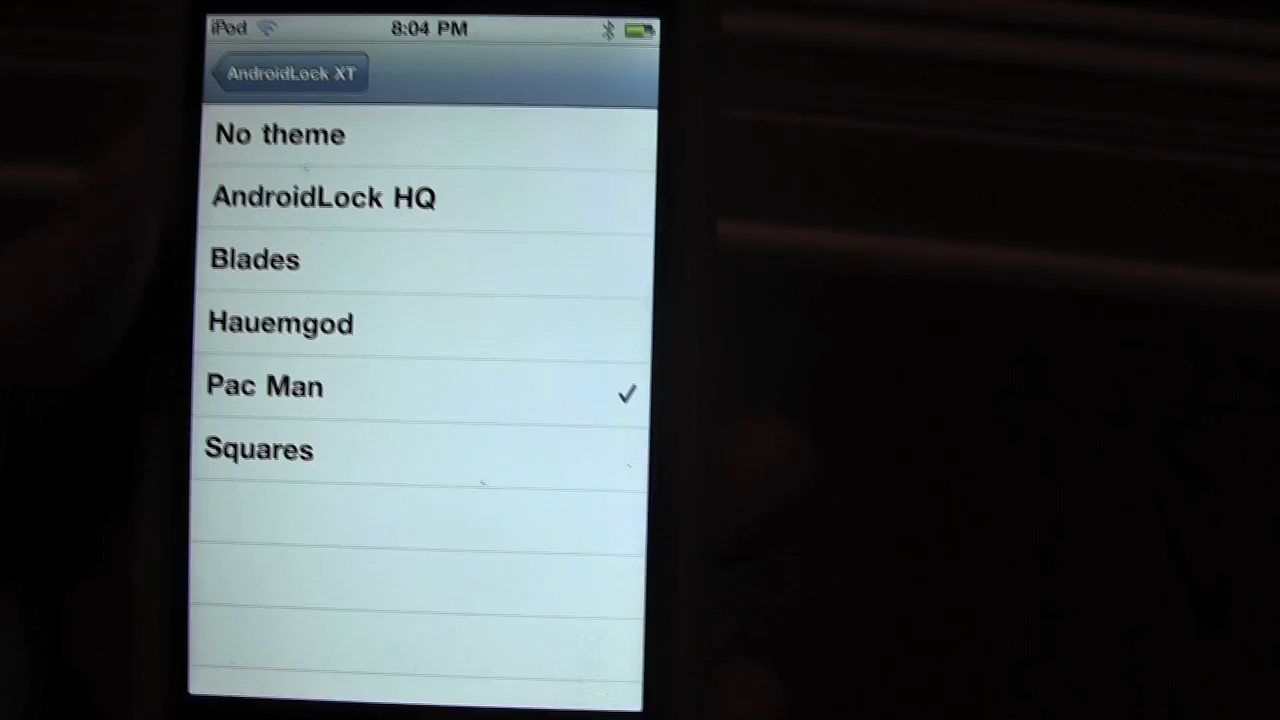 iPod 8:04 PM
AndroidLock XT
No theme
AndroidLock HQ
Blades
Hauemgod
Pac Man
Squares